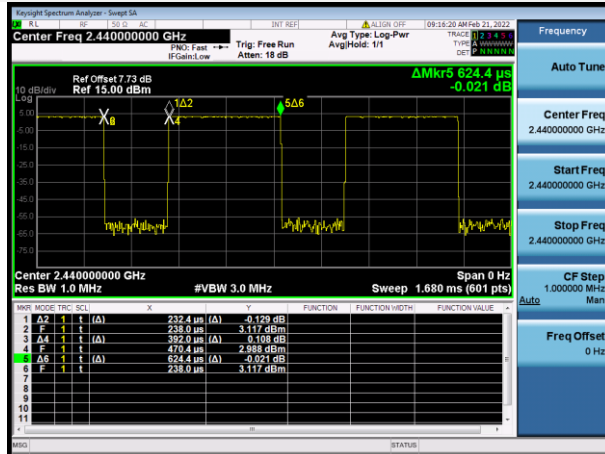 Keysight Spectrum Analyzer - Swept SA
RL RF 50 Ω AC INT REF ALIGN OFF 09:16:20 AM Feb 21, 2022
Center Freq 2.440000000 GHz
PNO: Fast
IFGain:Low
Trig: Free Run
Atten: 18 dB
Avg Type: Log-Pwr
Avg|Hold: 1/1
TRACE 1 2 3 4 5 6
TYPE A WWWWW
DET P NNNNN
Frequency
Auto Tune
Center Freq
2.440000000 GHz
Start Freq
2.440000000 GHz
Stop Freq
2.440000000 GHz
CF Step
1.000000 MHz
Auto Man
Freq Offset
0 Hz
Ref Offset 7.73 dB
10 dB/div Ref 15.00 dBm
ΔMkr5 624.4 µs
-0.021 dB
Log
5.00
-5.00
-15.0
-25.0
-35.0
-45.0
-55.0
-65.0
-75.0
1Δ2
4
5Δ6
Center 2.440000000 GHz Span 0 Hz
Res BW 1.0 MHz #VBW 3.0 MHz Sweep 1.680 ms (601 pts)
MKR MODE TRC SCL X Y FUNCTION FUNCTION WIDTH FUNCTION VALUE
1 Δ2 1 t (Δ) 232.4 µs (Δ) -0.129 dB
2 F 1 t 238.0 µs 3.117 dBm
3 Δ4 1 t (Δ) 392.0 µs (Δ) 0.108 dB
4 F 1 t 470.4 µs 2.988 dBm
5 Δ6 1 t (Δ) 624.4 µs (Δ) -0.021 dB
6 F 1 t 238.0 µs 3.117 dBm
7
8
9
10
11
MSG STATUS